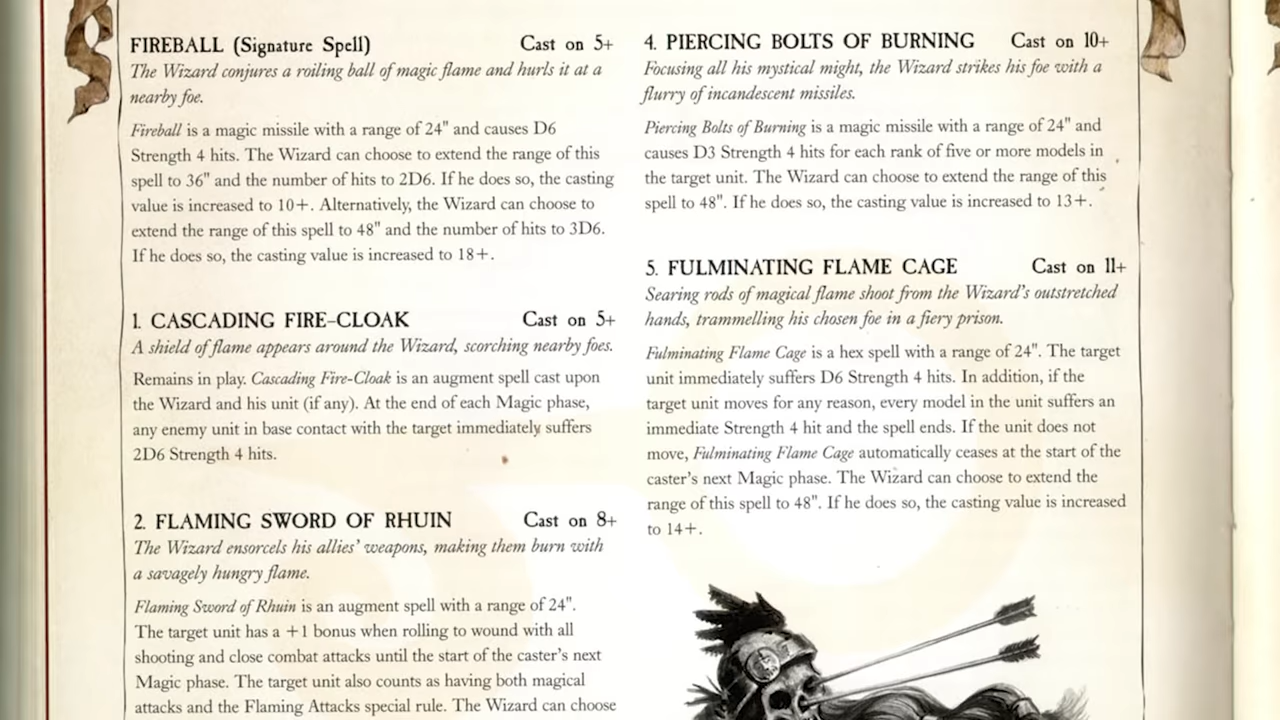 FIREBALL (Signature Spell) Cast on 5+
The Wizard conjures a roiling ball of magic flame and hurls it at a
nearby foe.
Fireball is a magic missile with a range of 24" and causes D6
Strength 4 hits. The Wizard can choose to extend the range of this
spell to 36" and the number of hits to 2D6. If he does so, the casting
value is increased to 10+. Alternatively, the Wizard can choose to
extend the range of this spell to 48" and the number of hits to 3D6.
If he does so, the casting value is increased to 18+.
1. CASCADING FIRE-CLOAK Cast on 5+
A shield of flame appears around the Wizard, scorching nearby foes.
Remains in play. Cascading Fire-Cloak is an augment spell cast upon
the Wizard and his unit (if any). At the end of each Magic phase,
any enemy unit in base contact with the target immediately suffers
2D6 Strength 4 hits.
2. FLAMING SWORD OF RHUIN Cast on 8+
The Wizard ensorcels his allies' weapons, making them burn with
a savagely hungry flame.
Flaming Sword of Rhuin is an augment spell with a range of 24".
The target unit has a +1 bonus when rolling to wound with all
shooting and close combat attacks until the start of the caster's next
Magic phase. The target unit also counts as having both magical
attacks and the Flaming Attacks special rule. The Wizard can choose
4. PIERCING BOLTS OF BURNING Cast on 10+
Focusing all his mystical might, the Wizard strikes his foe with a
flurry of incandescent missiles.
Piercing Bolts of Burning is a magic missile with a range of 24" and
causes D3 Strength 4 hits for each rank of five or more models in
the target unit. The Wizard can choose to extend the range of this
spell to 48". If he does so, the casting value is increased to 13+.
5. FULMINATING FLAME CAGE Cast on 11+
Searing rods of magical flame shoot from the Wizard's outstretched
hands, trammelling his chosen foe in a fiery prison.
Fulminating Flame Cage is a hex spell with a range of 24". The target
unit immediately suffers D6 Strength 4 hits. In addition, if the
target unit moves for any reason, every model in the unit suffers an
immediate Strength 4 hit and the spell ends. If the unit does not
move, Fulminating Flame Cage automatically ceases at the start of the
caster's next Magic phase. The Wizard can choose to extend the
range of this spell to 48". If he does so, the casting value is increased
to 14+.